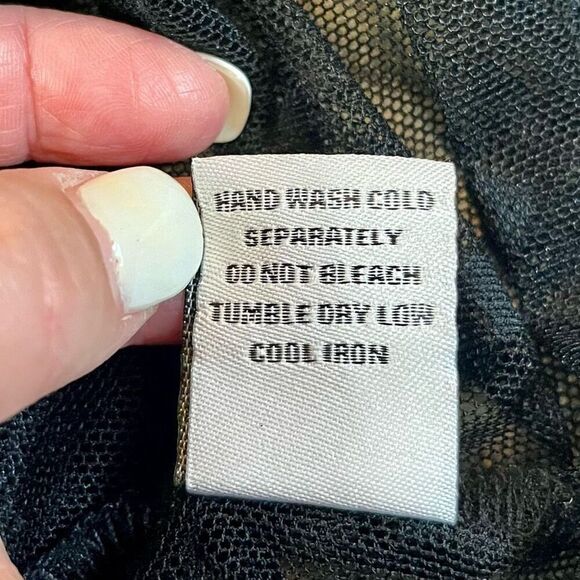 HAND WASH COLD
SEPARATELY
DO NOT BLEACH
TUMBLE DRY LOW
COOL IRON